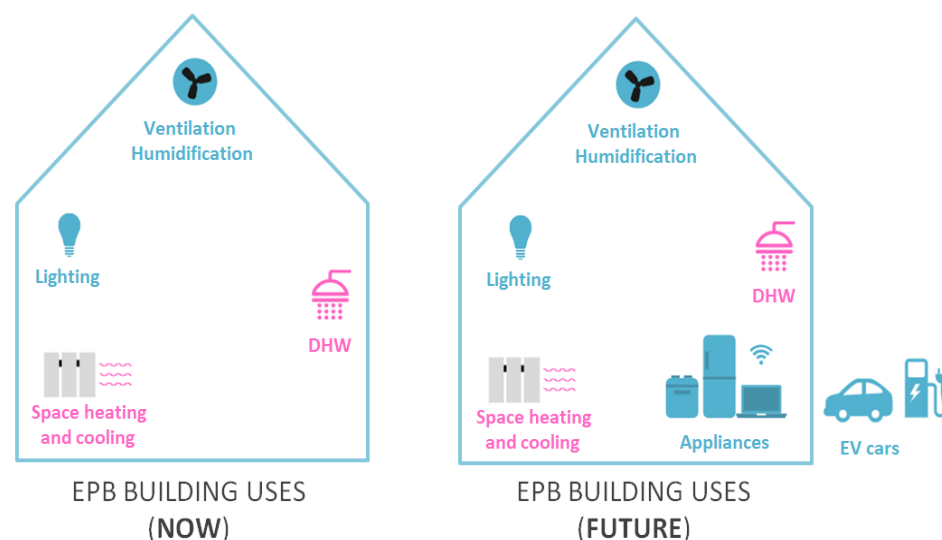 Ventilation
Humidification
Lighting
DHW
Space heating
and cooling
EPB BUILDING USES
(NOW)
Ventilation
Humidification
Lighting
DHW
Space heating
and cooling
Appliances
EV cars
EPB BUILDING USES
(FUTURE)